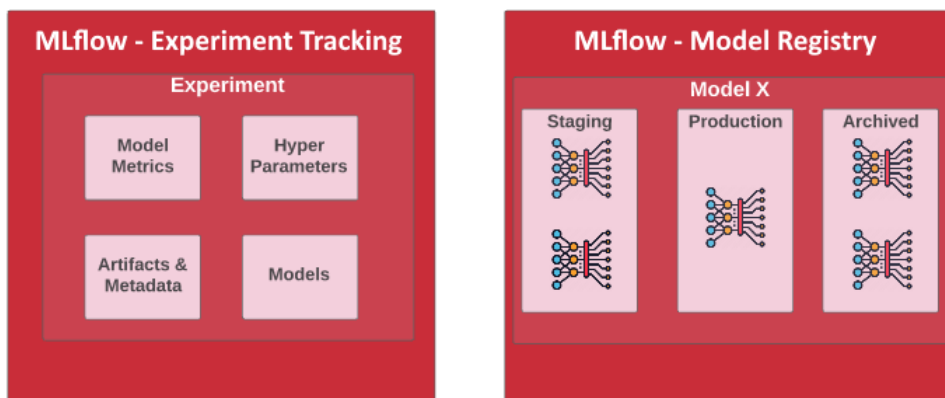 MLflow - Experiment Tracking
Experiment
Model
Metrics
Hyper
Parameters
Artifacts &
Metadata
Models
MLflow - Model Registry
Model X
Staging
Production
Archived